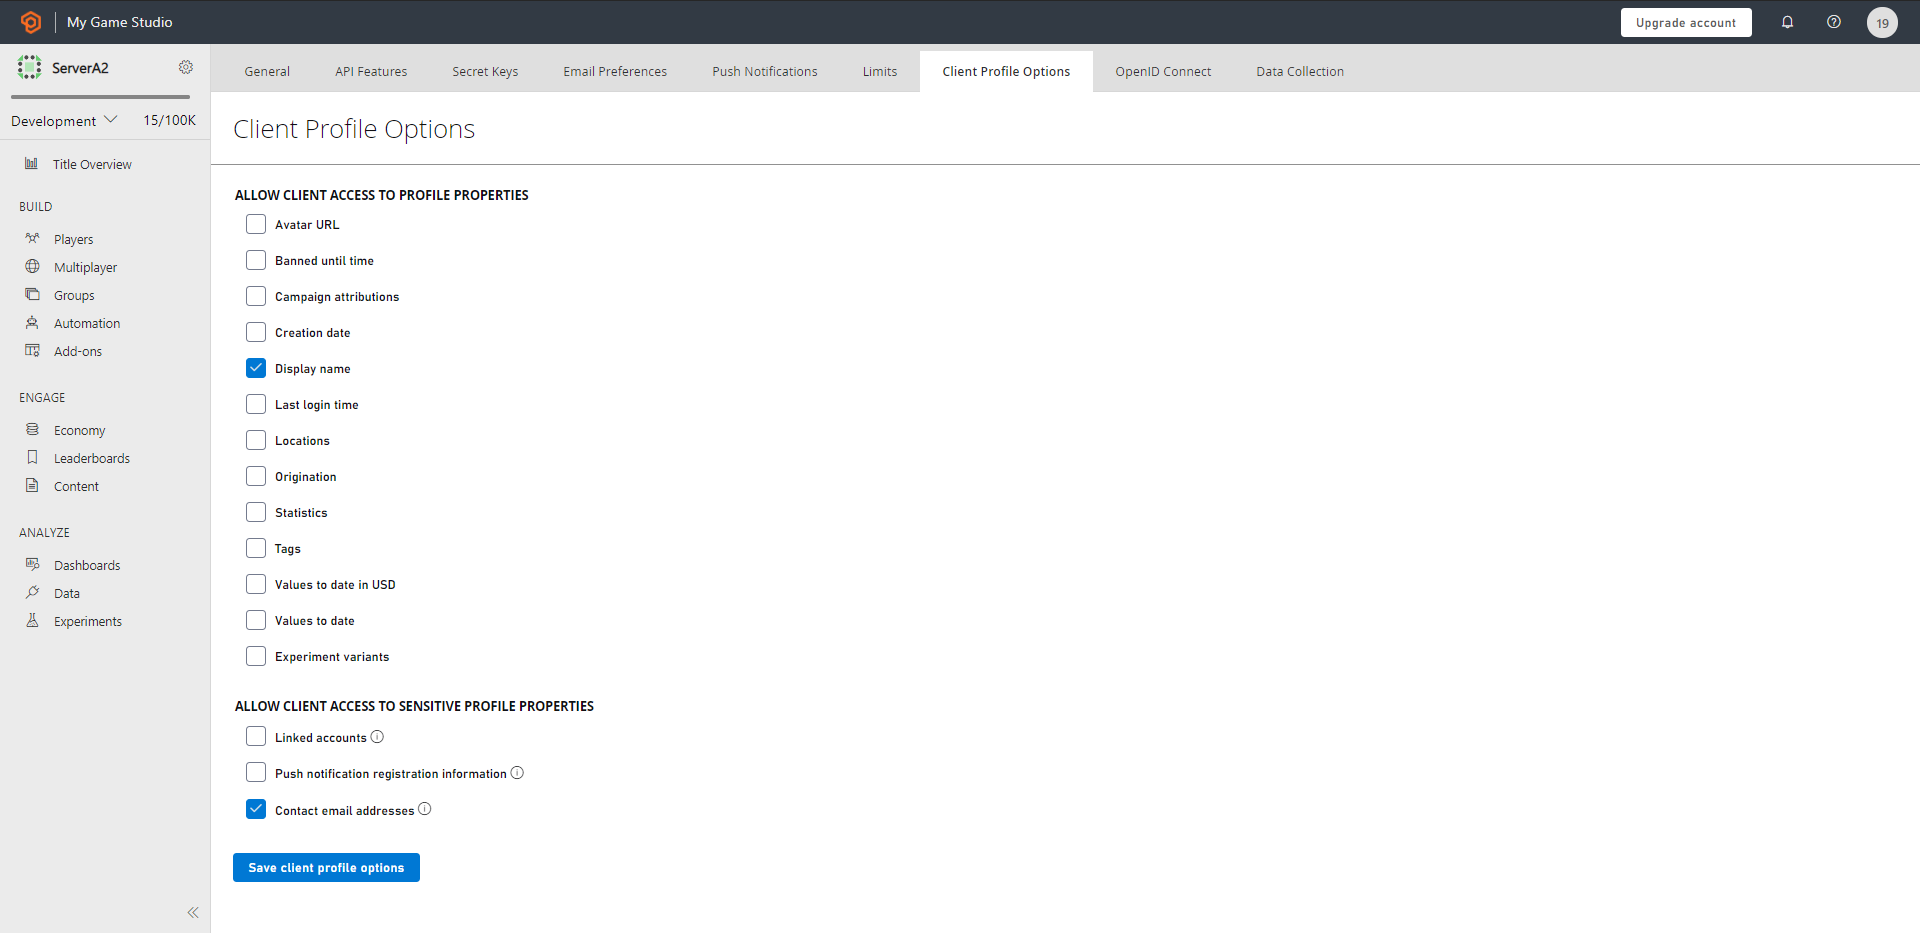 My Game Studio
Upgrade account
19
ServerA2
Development 15/100K
Title Overview
BUILD
Players
Multiplayer
Groups
Automation
Add-ons
ENGAGE
Economy
Leaderboards
Content
ANALYZE
Dashboards
Data
Experiments
General API Features Secret Keys Email Preferences Push Notifications Limits Client Profile Options OpenID Connect Data Collection
Client Profile Options
ALLOW CLIENT ACCESS TO PROFILE PROPERTIES
Avatar URL
Banned until time
Campaign attributions
Creation date
Display name
Last login time
Locations
Origination
Statistics
Tags
Values to date in USD
Values to date
Experiment variants
ALLOW CLIENT ACCESS TO SENSITIVE PROFILE PROPERTIES
Linked accounts
Push notification registration information
Contact email addresses
Save client profile options